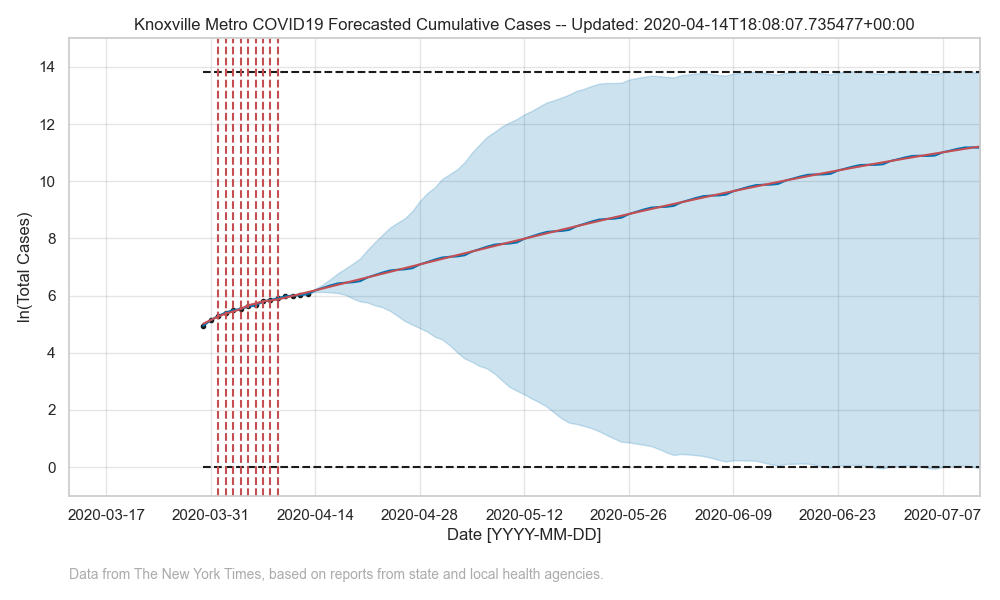 Knoxville Metro COVID19 Forecasted Cumulative Cases -- Updated: 2020-04-14T18:08:07.735477+00:00
ln(Total Cases)
14
12
10
8
6
4
2
0
2020-03-17 2020-03-31 2020-04-14 2020-04-28 2020-05-12 2020-05-26 2020-06-09 2020-06-23 2020-07-07
Date [YYYY-MM-DD]
Data from The New York Times, based on reports from state and local health agencies.